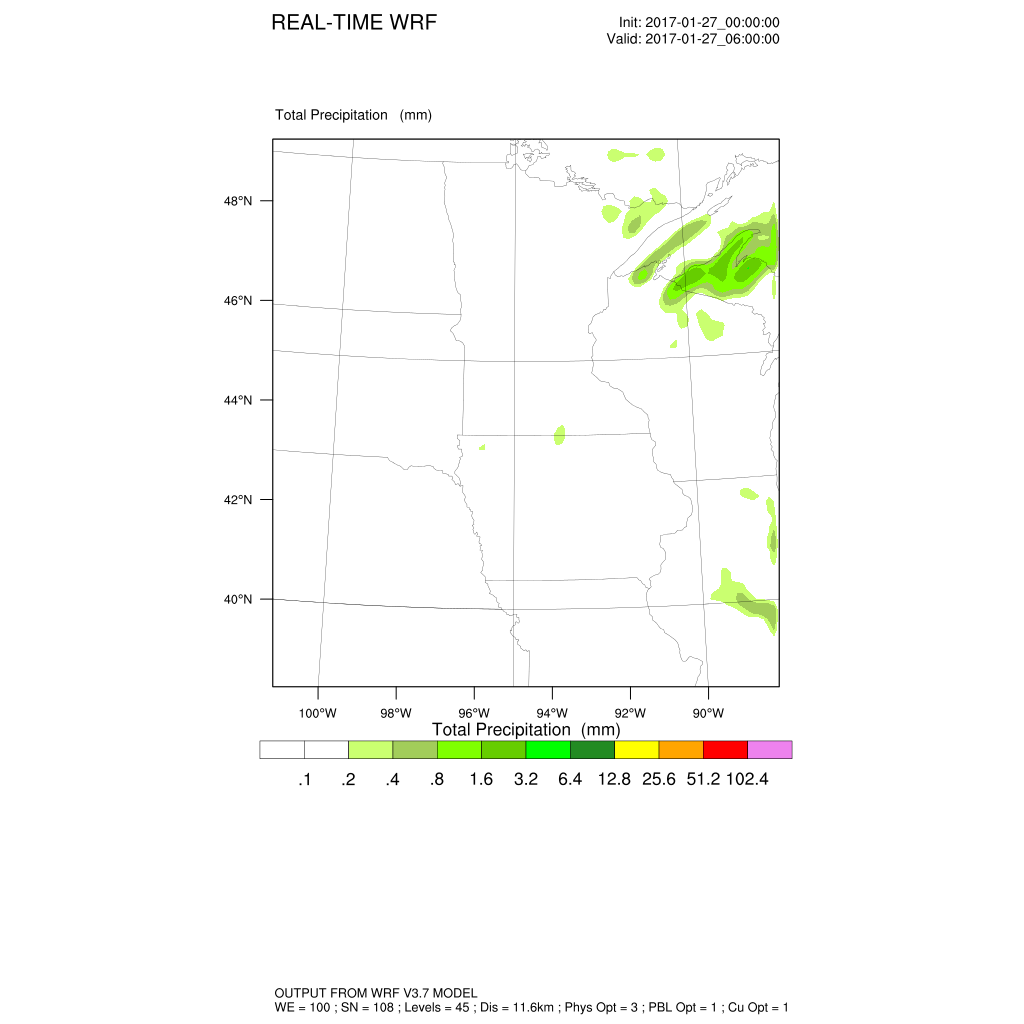 REAL-TIME WRF
Init: 2017-01-27_00:00:00
Valid: 2017-01-27_06:00:00
Total Precipitation (mm)
48°N
46°N
44°N
42°N
40°N
100°W 98°W 96°W 94°W 92°W 90°W
Total Precipitation (mm)
.1 .2 .4 .8 1.6 3.2 6.4 12.8 25.6 51.2 102.4
OUTPUT FROM WRF V3.7 MODEL
WE = 100 ; SN = 108 ; Levels = 45 ; Dis = 11.6km ; Phys Opt = 3 ; PBL Opt = 1 ; Cu Opt = 1